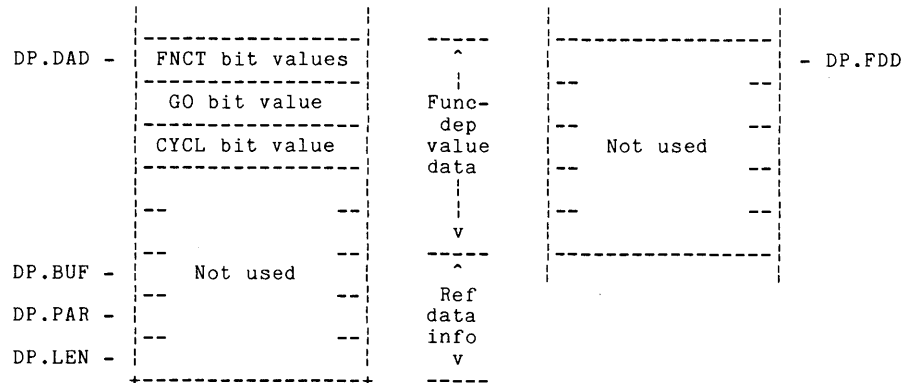 DP.DAD - FNCT bit values - DP.FDD
GO bit value Func-
dep
CYCL bit value value Not used
data
DP.BUF - Not used
Ref
DP.PAR - data
info
DP.LEN - v